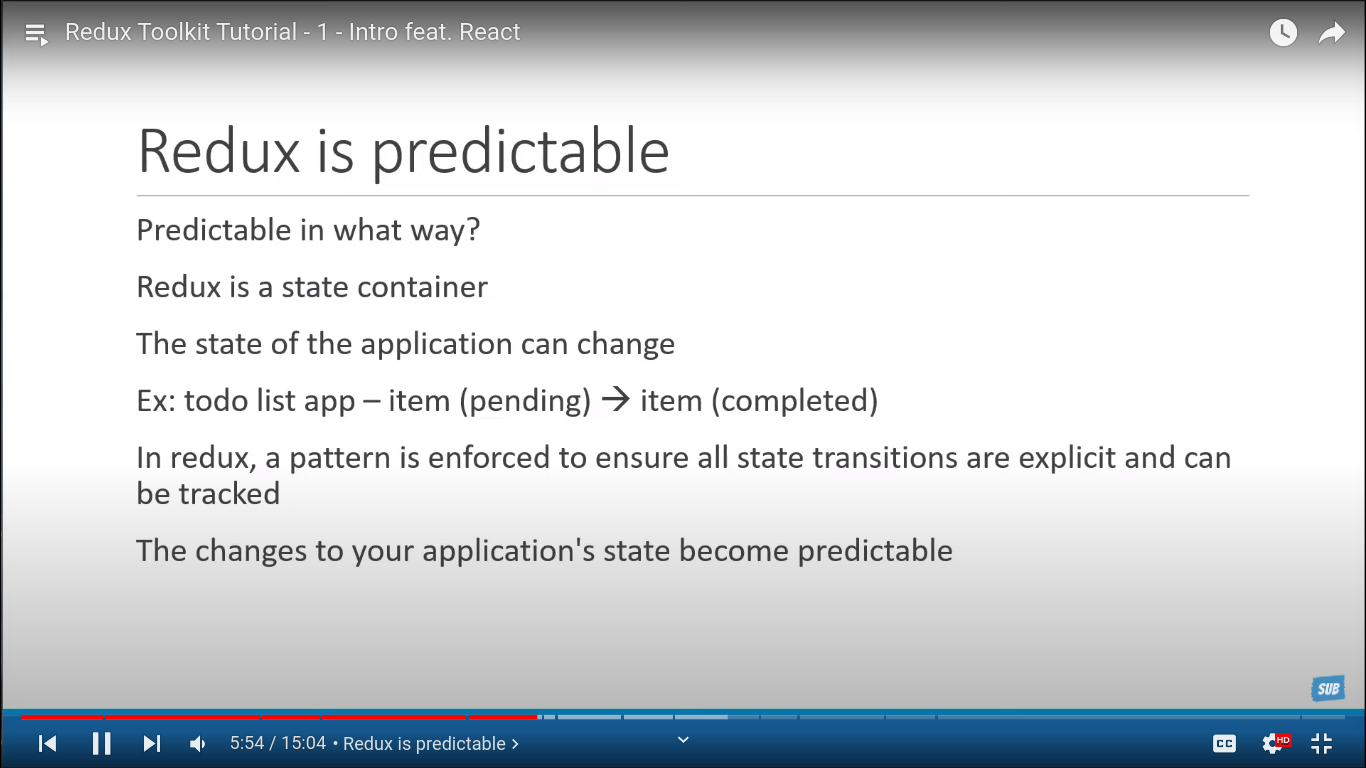 Redux Toolkit Tutorial - 1 - Intro feat. React
Redux is predictable
Predictable in what way?
Redux is a state container
The state of the application can change
Ex: todo list app – item (pending) → item (completed)
In redux, a pattern is enforced to ensure all state transitions are explicit and can
be tracked
The changes to your application's state become predictable
SUB
5:54 / 15:04 • Redux is predictable >
CC
HD